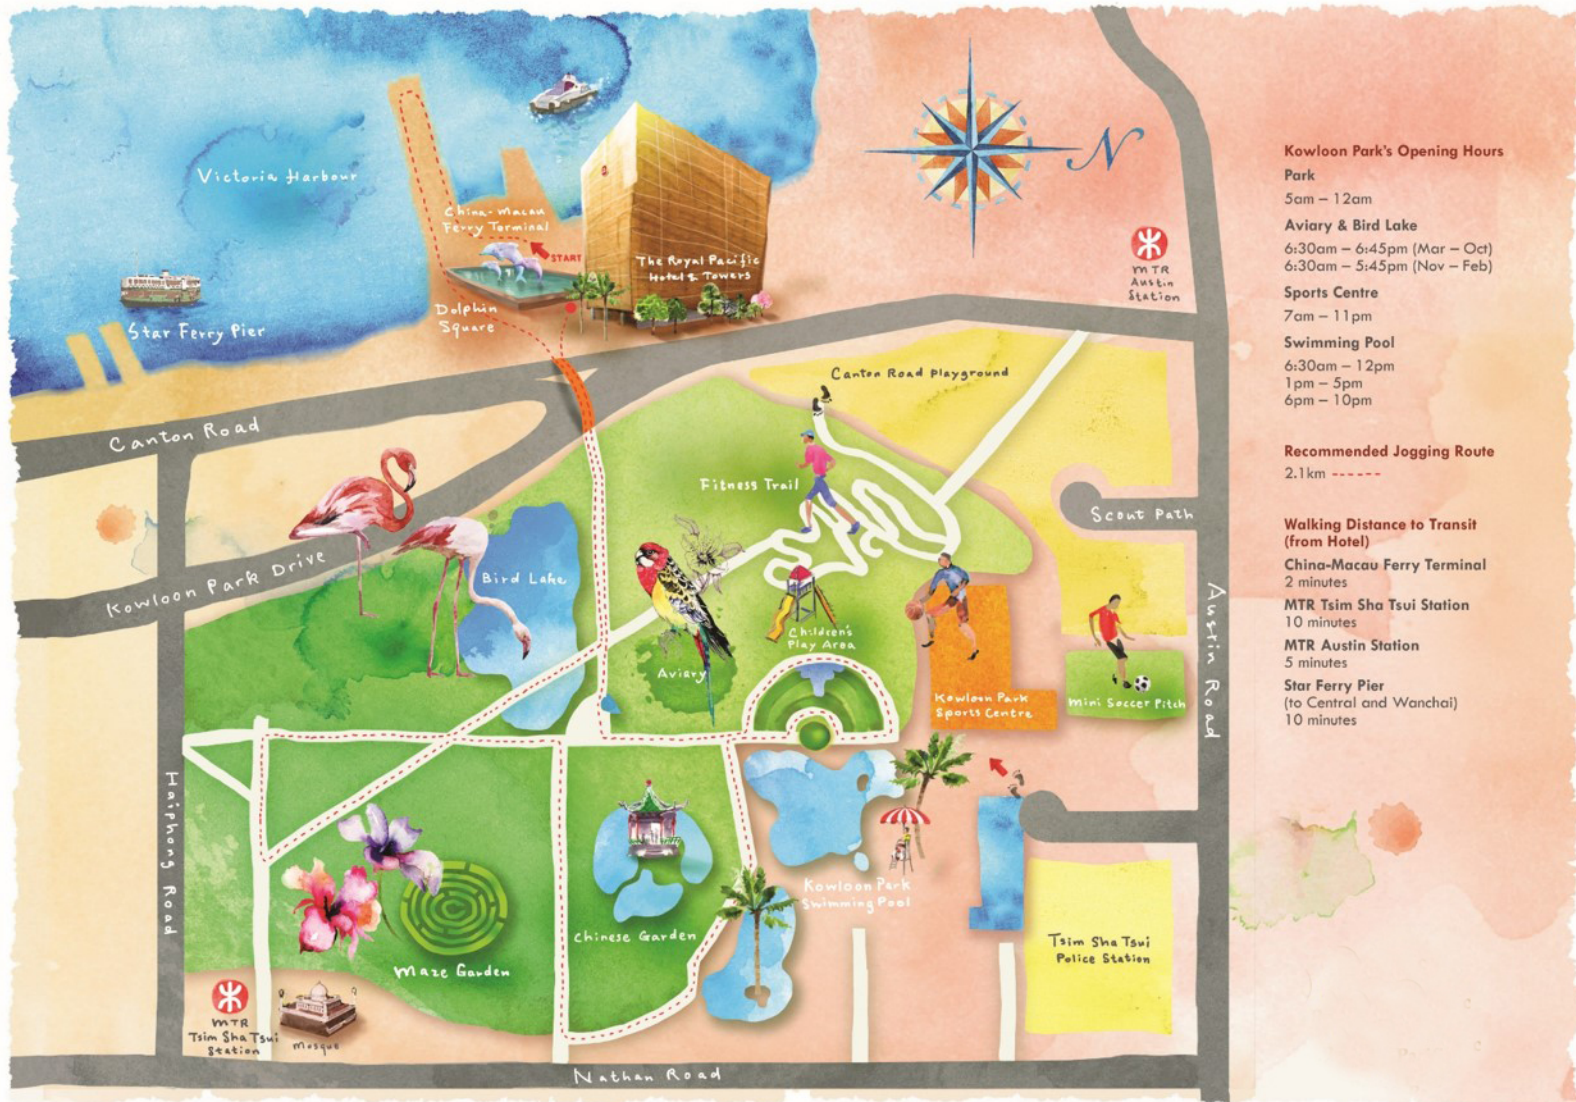 Victoria Harbour
China-Macau
Ferry Terminal
START
The Royal Pacific
Hotel & Towers
N
MTR
Austin
Station
Star Ferry Pier
Dolphin
Square
Canton Road
Canton Road Playground
Fitness Trail
Scout Path
Kowloon Park Drive
Bird Lake
Children's
Play Area
Aviary
Kowloon Park
Sports Centre
Mini Soccer Pitch
Austin Road
Haiphong Road
Kowloon Park
Swimming Pool
Chinese Garden
Maze Garden
Tsim Sha Tsui
Police Station
MTR
Tsim Sha Tsui
Station
Mosque
Nathan Road
Kowloon Park's Opening Hours
Park
5am – 12am
Aviary & Bird Lake
6:30am – 6:45pm (Mar – Oct)
6:30am – 5:45pm (Nov – Feb)
Sports Centre
7am – 11pm
Swimming Pool
6:30am – 12pm
1pm – 5pm
6pm – 10pm
Recommended Jogging Route
2.1km ------
Walking Distance to Transit
(from Hotel)
China-Macau Ferry Terminal
2 minutes
MTR Tsim Sha Tsui Station
10 minutes
MTR Austin Station
5 minutes
Star Ferry Pier
(to Central and Wanchai)
10 minutes